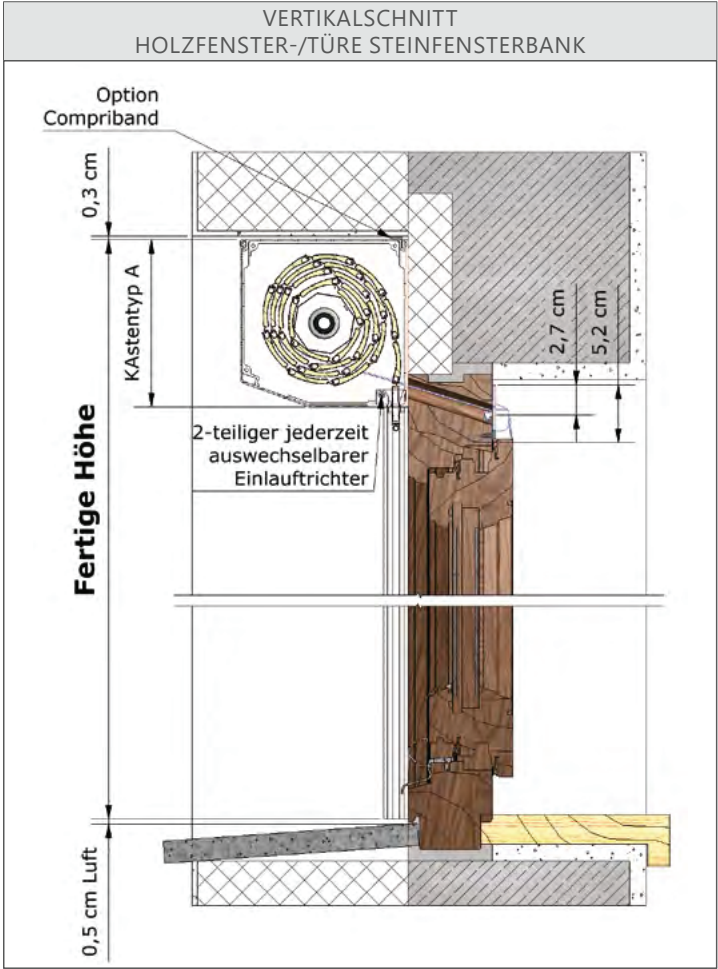 VERTIKALSCHNITT
HOLZFENSTER-/TÜRE STEINFENSTERBANK
Option
Compriband
0,3 cm
KAstentyp A
2,7 cm
5,2 cm
Fertige Höhe
2-teiliger jederzeit
auswechselbarer
Einlauftrichter
0,5 cm Luft